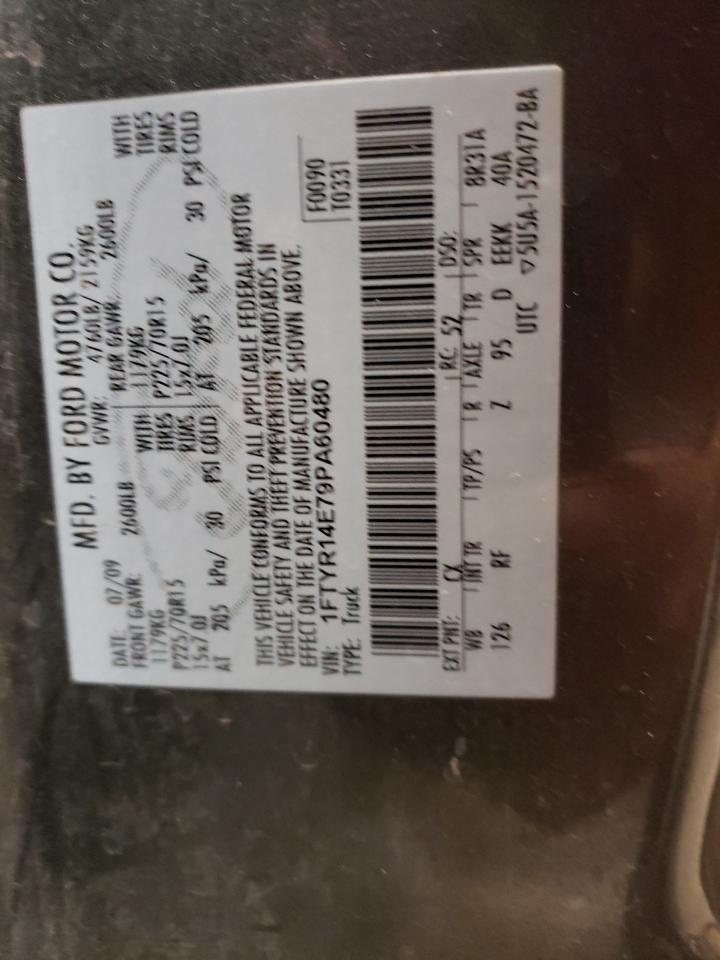 MFD. BY FORD MOTOR CO.
DATE: 07/09 GVWR: 4760LB/ 2159KG
FRONT GAWR: 2600LB REAR GAWR: 2600LB
1179KG WITH 1179KG WITH
P225/70R15 TIRES P225/70R15 TIRES
15x7.0J RIMS 15x7.0J RIMS
AT 205 kPa/ 30 PSI COLD AT 205 kPa/ 30 PSI COLD
THIS VEHICLE CONFORMS TO ALL APPLICABLE FEDERAL MOTOR
VEHICLE SAFETY AND THEFT PREVENTION STANDARDS IN
EFFECT ON THE DATE OF MANUFACTURE SHOWN ABOVE.
VIN: 1FTYR14E79PA60480 F0090
TYPE: Truck T0331
EXT PNT: CX RC: 52 DSO:
WB INT TR TP/PS R AXLE TR SPR 8R31A
126 RF Z 95 D EEKK 40A
UTC ▽5U5A-1520472-BA